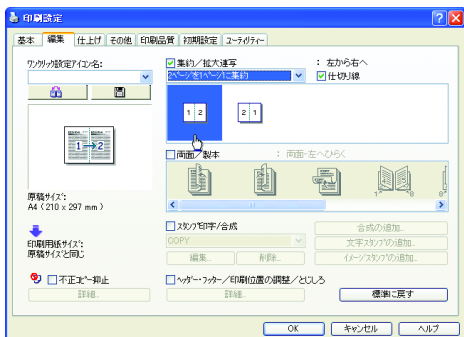 印刷設定
基本 編集 仕上げ その他 印刷品質 初期設定 ユーティリティー
ワンクリック設定アイコン名:
集約/拡大連写 : 左から右へ
2ページを1ページに集約
仕切り線
1 2
2 1
1→2
両面/製本 : 両面-左へひらく
原稿サイズ:
A4 ( 210 x 297 mm )
印刷用紙サイズ:
原稿サイズと同じ
スタンプ印字/合成
COPY
編集...
削除...
合成の追加...
文字スタンプの追加...
イメージスタンプの追加...
不正コピー抑止
詳細...
ヘッダー・フッター/印刷位置の調整/とじしろ
詳細...
標準に戻す
OK キャンセル ヘルプ